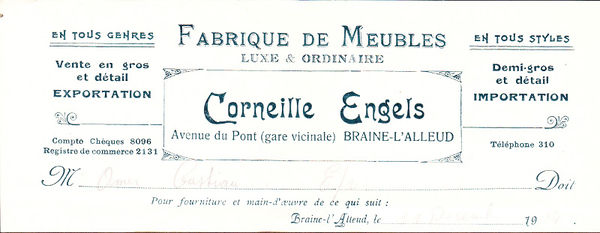 EN TOUS GENRES
Vente en gros
et détail
EXPORTATION
Compte Chèques 8096
Registre de commerce 2131
FABRIQUE DE MEUBLES
LUXE & ORDINAIRE
Corneille Engels
Avenue du Pont (gare vicinale) BRAINE-L'ALLEUD
EN TOUS STYLES
Demi-gros
et détail
IMPORTATION
Téléphone 310
M Doit
Pour fourniture et main-d'œuvre de ce qui suit :
Braine-l'Alleud, le 19